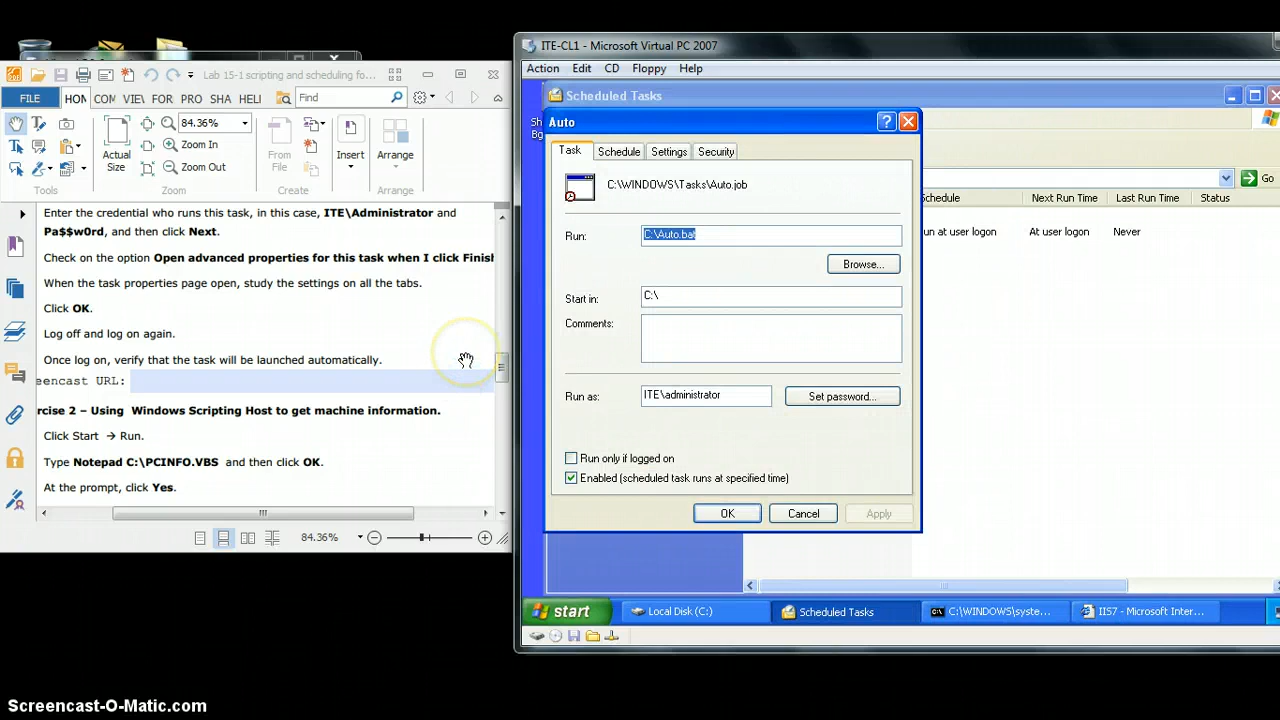 ITE-CL1 - Microsoft Virtual PC 2007
Action Edit CD Floppy Help
Lab 15-1 scripting and scheduling fo...
FILE HOM COM VIEV FOR PRO SHA HELI Find
84.36%
Actual Size
Zoom In
Zoom Out
From File
Insert
Arrange
Tools Zoom Create Arrange
Enter the credential who runs this task, in this case, ITE\Administrator and
Pa$$w0rd, and then click Next.
Check on the option Open advanced properties for this task when I click Finish
When the task properties page open, study the settings on all the tabs.
Click OK.
Log off and log on again.
Once log on, verify that the task will be launched automatically.
eencast URL:
rcise 2 – Using Windows Scripting Host to get machine information.
Click Start → Run.
Type Notepad C:\PCINFO.VBS and then click OK.
At the prompt, click Yes.
84.36%
Scheduled Tasks
Sh
Bg
Auto
Task Schedule Settings Security
C:\WINDOWS\Tasks\Auto.job
Run: C:\Auto.bat
Browse...
Start in: C:\
Comments:
Run as: ITE\administrator Set password...
Run only if logged on
Enabled (scheduled task runs at specified time)
OK Cancel Apply
Go
chedule Next Run Time Last Run Time Status
un at user logon At user logon Never
start Local Disk (C:) Scheduled Tasks C:\WINDOWS\syste... IIS7 - Microsoft Inter...
Screencast-O-Matic.com